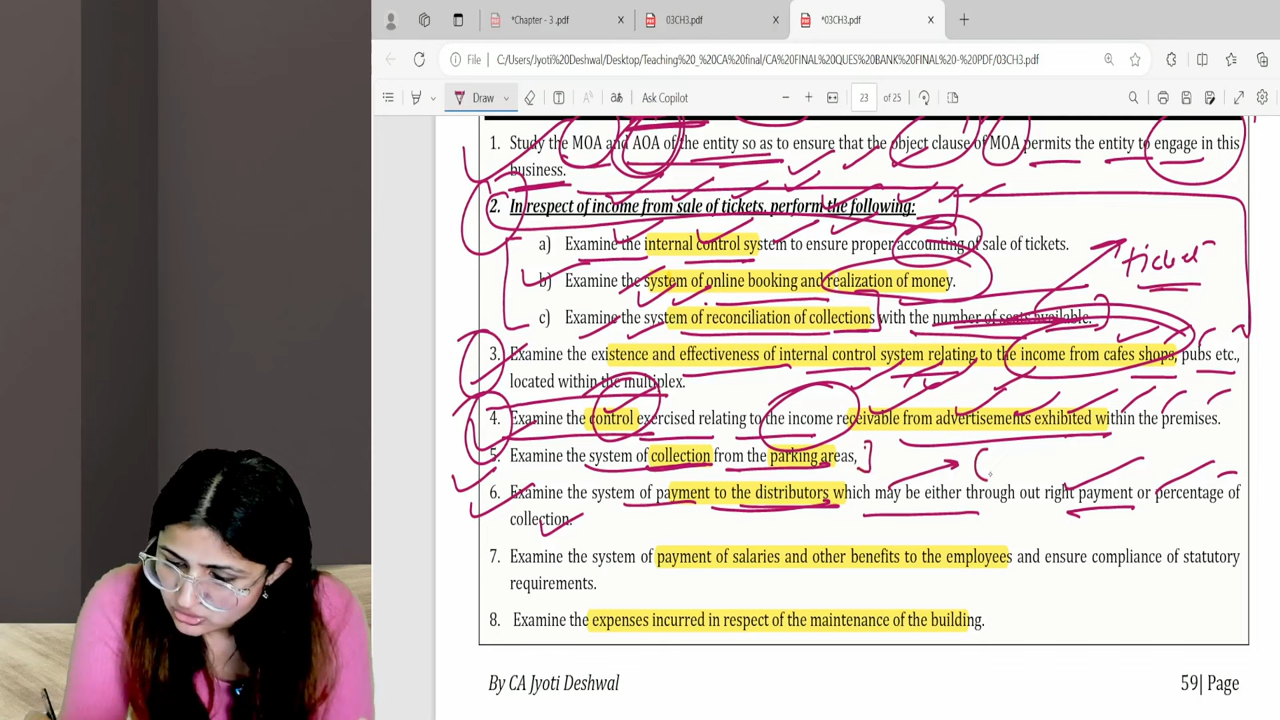 *Chapter - 3 .pdf
03CH3.pdf
*03CH3.pdf
File
C:/Users/Jyoti%20Deshwal/Desktop/Teaching%20_%20CA%20final/CA%20FINAL%20QUES%20BANK%20FINAL%20-%20PDF/03CH3.pdf
Draw
Ask Copilot
23 of 25
1. Study the MOA and AOA of the entity so as to ensure that the object clause of MOA permits the entity to engage in this
business.
2. In respect of income from sale of tickets, perform the following:
a) Examine the internal control system to ensure proper accounting of sale of tickets.
ticket
b) Examine the system of online booking and realization of money.
c) Examine the system of reconciliation of collections with the number of seats available.
3. Examine the existence and effectiveness of internal control system relating to the income from cafes shops, pubs etc.,
located within the multiplex.
4. Examine the control exercised relating to the income receivable from advertisements exhibited within the premises.
5. Examine the system of collection from the parking areas,
6. Examine the system of payment to the distributors which may be either through out right payment or percentage of
collection.
7. Examine the system of payment of salaries and other benefits to the employees and ensure compliance of statutory
requirements.
8. Examine the expenses incurred in respect of the maintenance of the building.
By CA Jyoti Deshwal
59| Page